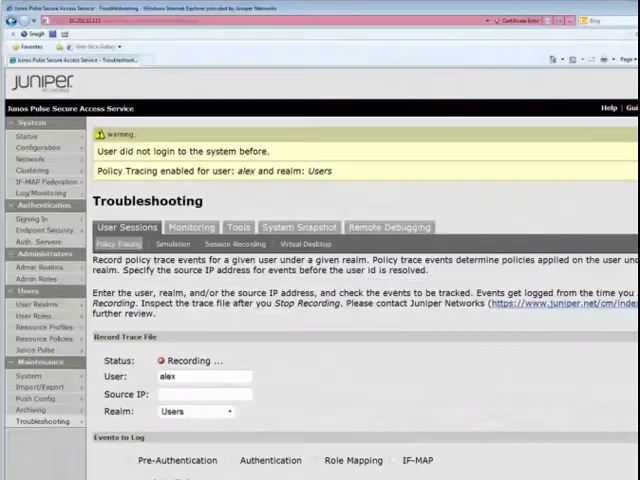 Junos Pulse Secure Access Service - Troubleshooting - Windows Internet Explorer provided by Juniper Networks
Certificate Error
Bing
SnagIt
Favorites
Web Slice Gallery
Junos Pulse Secure Access Service - Troubleshoot...
Page
JUNIPER
NETWORKS
Junos Pulse Secure Access Service
Help | Gui
System
Status
Configuration
Network
Clustering
IF-MAP Federation
Log/Monitoring
Authentication
Signing In
Endpoint Security
Auth. Servers
Administrators
Admin Realms
Admin Roles
Users
User Realms
User Roles
Resource Profiles
Resource Policies
Junos Pulse
Maintenance
System
Import/Export
Push Config
Archiving
Troubleshooting
warning:
User did not login to the system before.
Policy Tracing enabled for user: alex and realm: Users
Troubleshooting
User Sessions Monitoring Tools System Snapshot Remote Debugging
Policy Tracing Simulation Session Recording Virtual Desktop
Record policy trace events for a given user under a given realm. Policy trace events determine policies applied on the user und
realm. Specify the source IP address for events before the user id is resolved.
Enter the user, realm, and/or the source IP address, and check the events to be tracked. Events get logged from the time you
Recording. Inspect the trace file after you Stop Recording. Please contact Juniper Networks (https://www.juniper.net/cm/index
further review.
Record Trace File
Status: Recording ...
User: alex
Source IP:
Realm: Users
Events to Log
Pre-Authentication Authentication Role Mapping IF-MAP